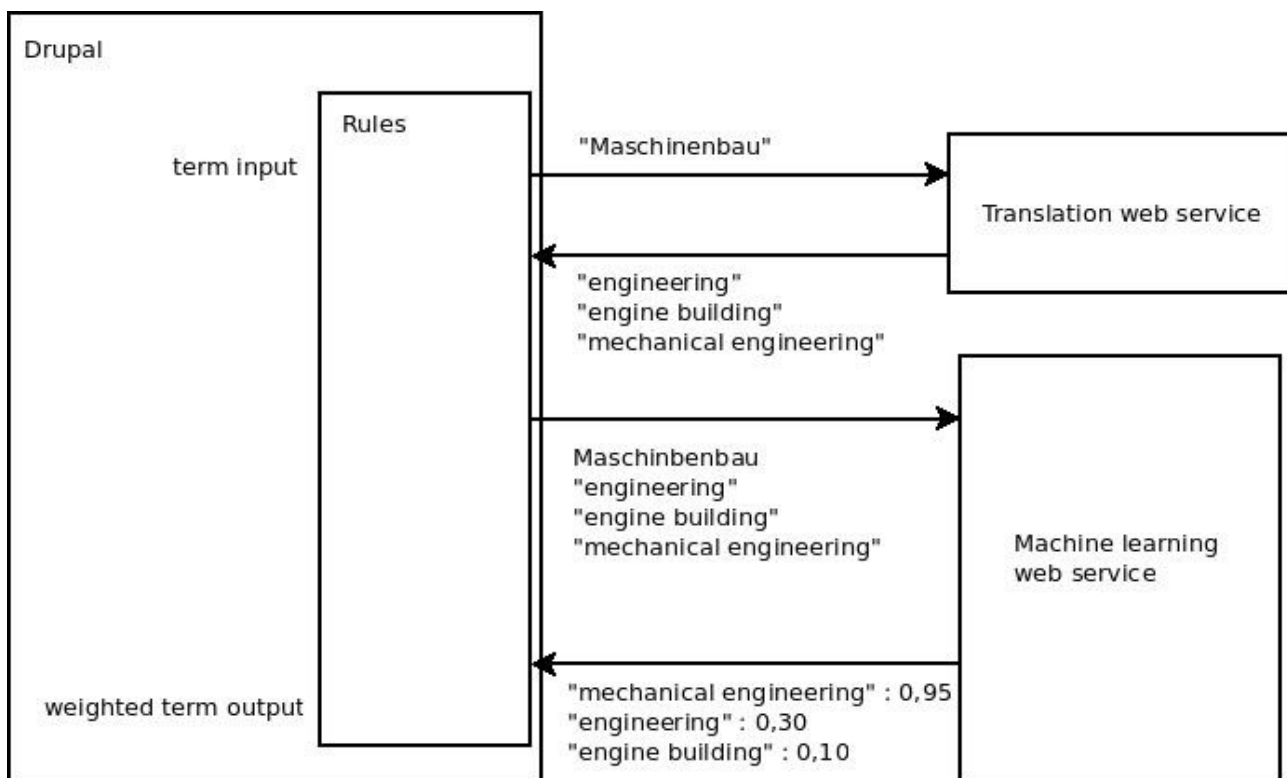 Drupal
Rules
term input
"Maschinenbau"
Translation web service
"engineering"
"engine building"
"mechanical engineering"
Maschinbenbau
"engineering"
"engine building"
"mechanical engineering"
Machine learning
web service
weighted term output
"mechanical engineering" : 0,95
"engineering" : 0,30
"engine building" : 0,10